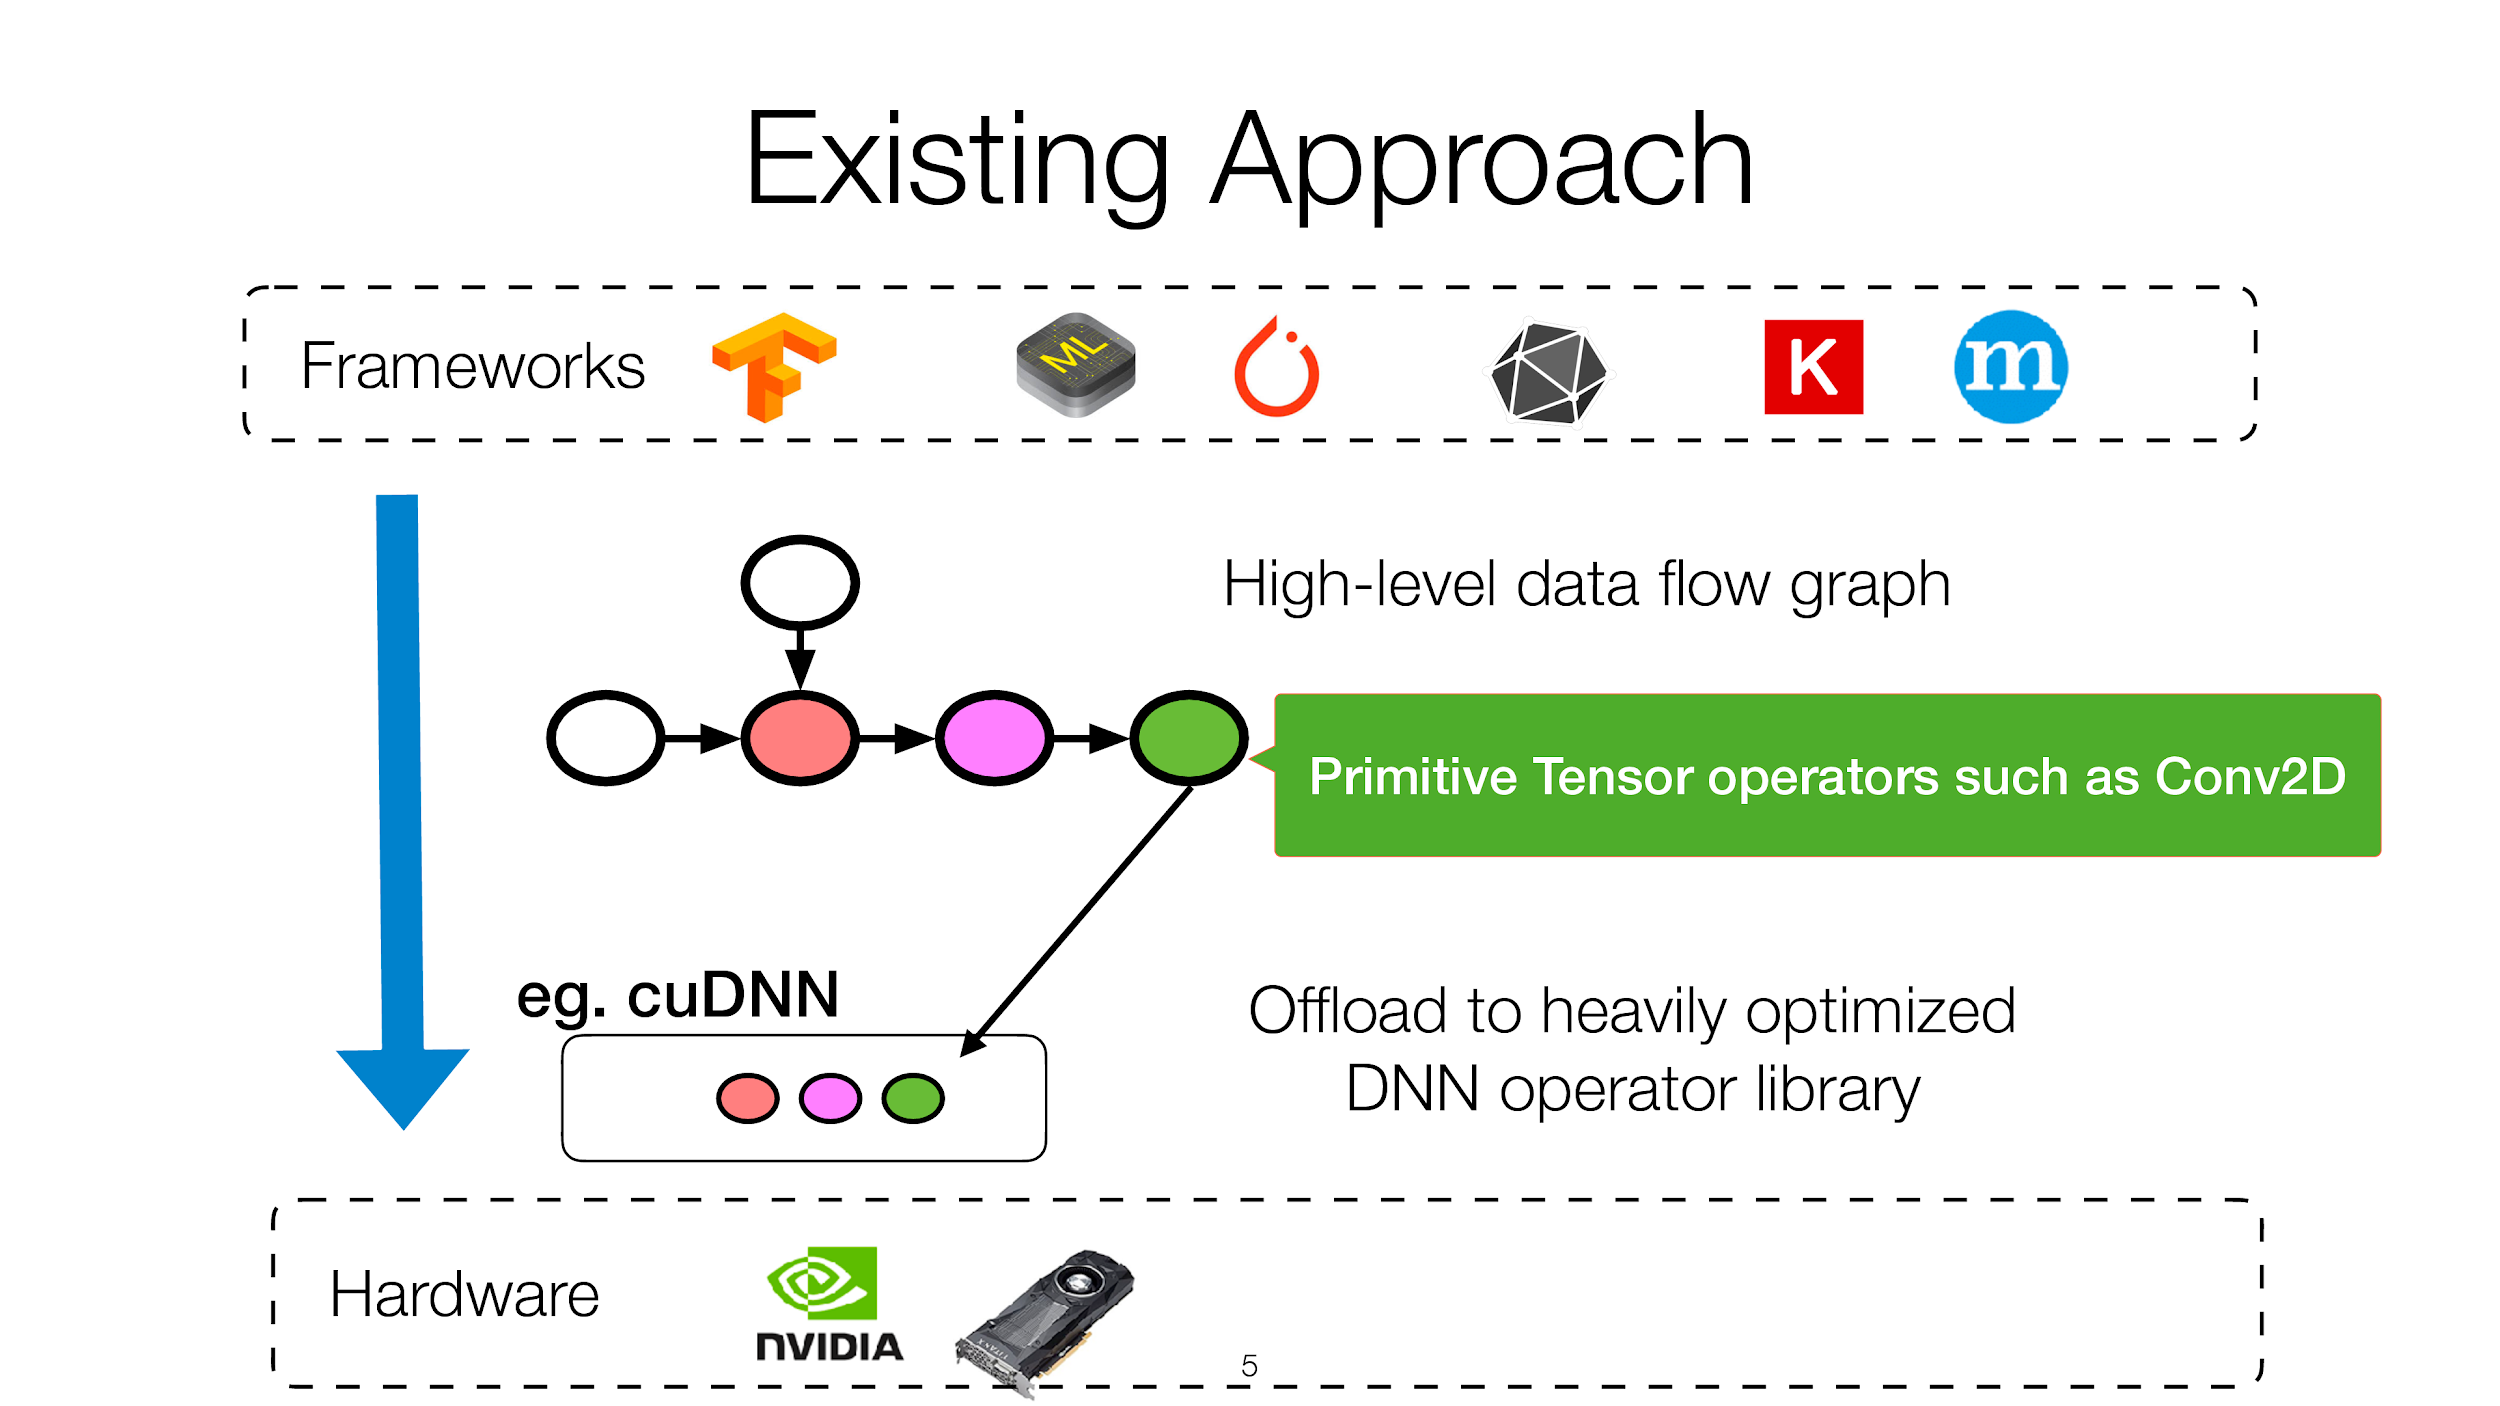 Existing Approach
Frameworks
ML
K
m
High-level data flow graph
Primitive Tensor operators such as Conv2D
eg. cuDNN
Offload to heavily optimized
DNN operator library
Hardware
NVIDIA
TITAN X
5